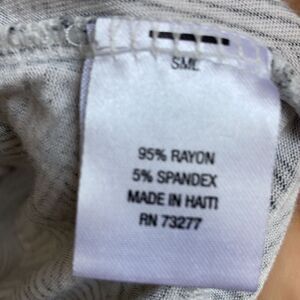 SML
95% RAYON
5% SPANDEX
MADE IN HAITI
RN 73277